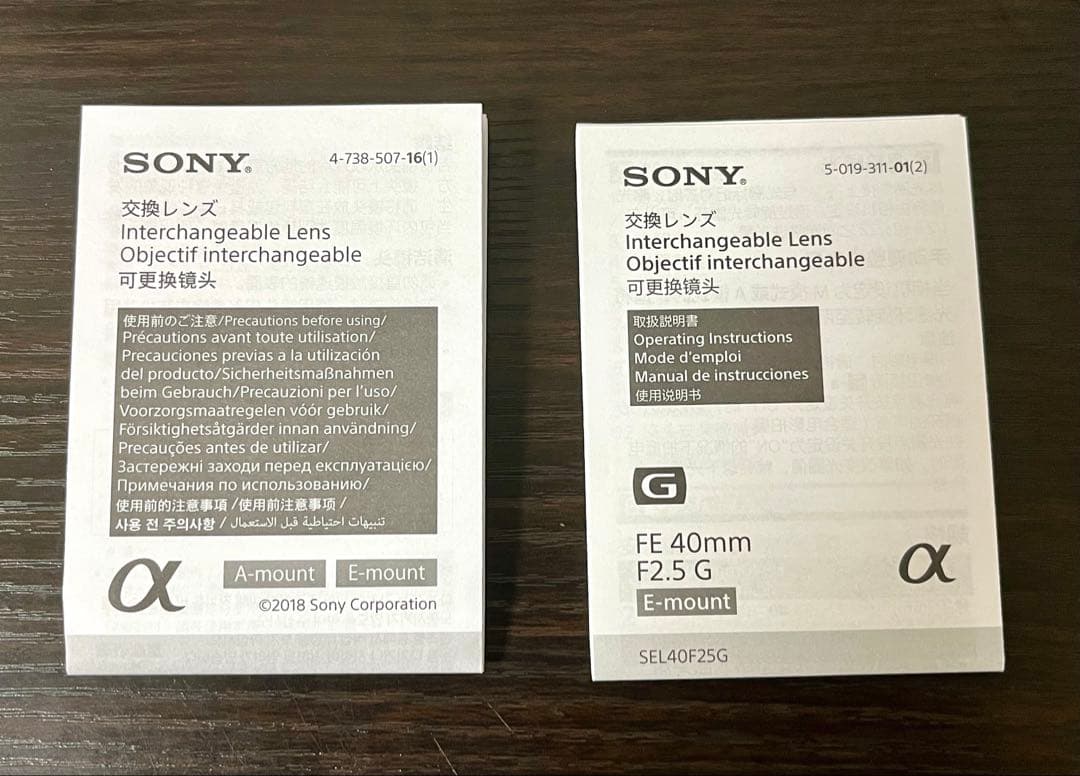 SONY®
4-738-507-16(1)
交換レンズ
Interchangeable Lens
Objectif interchangeable
可更换镜头
使用前のご注意/Precautions before using/
Précautions avant toute utilisation/
Precauciones previas a la utilización
del producto/Sicherheitsmaßnahmen
beim Gebrauch/Precauzioni per l'uso/
Voorzorgsmaatregelen vóór gebruik/
Försiktighetsåtgärder innan användning/
Precauções antes de utilizar/
Застережні заходи перед експлуатацією/
Примечания по использованию/
使用前的注意事项 /使用前注意事項 /
사용 전 주의사항 / تنبيهات احتياطية قبل الاستعمال
α
A-mount
E-mount
©2018 Sony Corporation
SONY®
5-019-311-01(2)
交換レンズ
Interchangeable Lens
Objectif interchangeable
可更换镜头
取扱説明書
Operating Instructions
Mode d'emploi
Manual de instrucciones
使用说明书
G
FE 40mm
F2.5 G
E-mount
α
SEL40F25G